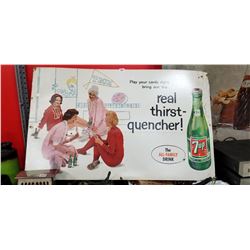 Play your cards right
bring out the
real
thirst-
quencher!
7up
The
ALL-FAMILY
DRINK